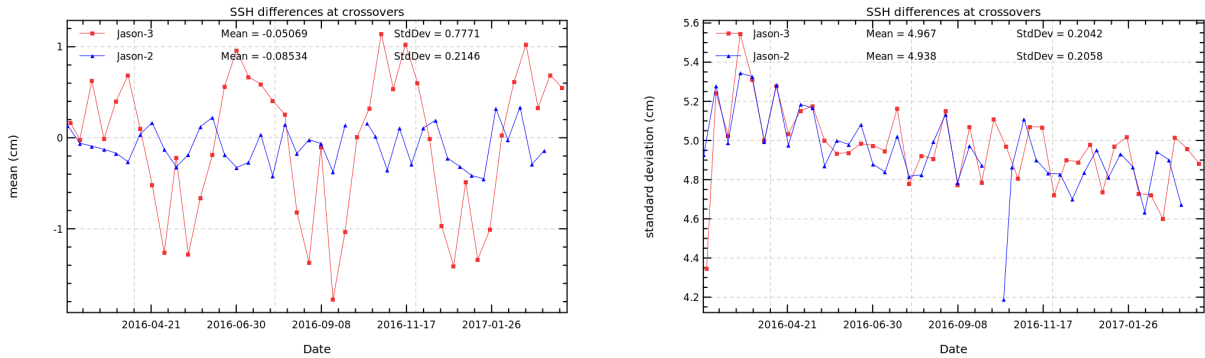 SSH differences at crossovers
Jason-3 Mean = -0.05069 StdDev = 0.7771
Jason-2 Mean = -0.08534 StdDev = 0.2146
mean (cm)
1
0
-1
2016-04-21 2016-06-30 2016-09-08 2016-11-17 2017-01-26
Date
SSH differences at crossovers
Jason-3 Mean = 4.967 StdDev = 0.2042
Jason-2 Mean = 4.938 StdDev = 0.2058
standard deviation (cm)
5.6
5.4
5.2
5.0
4.8
4.6
4.4
4.2
2016-04-21 2016-06-30 2016-09-08 2016-11-17 2017-01-26
Date